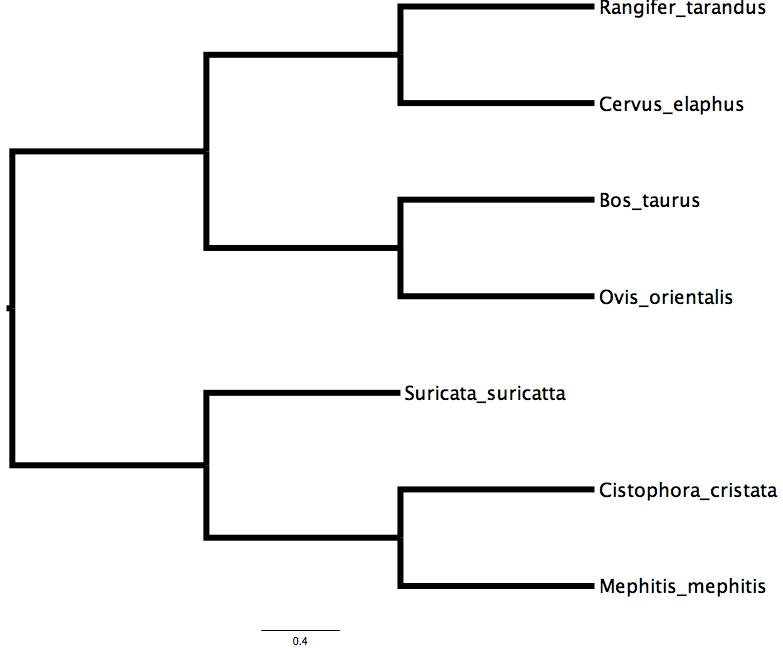 Rangifer_tarandus
Cervus_elaphus
Bos_taurus
Ovis_orientalis
Suricata_suricatta
Cistophora_cristata
Mephitis_mephitis
0.4